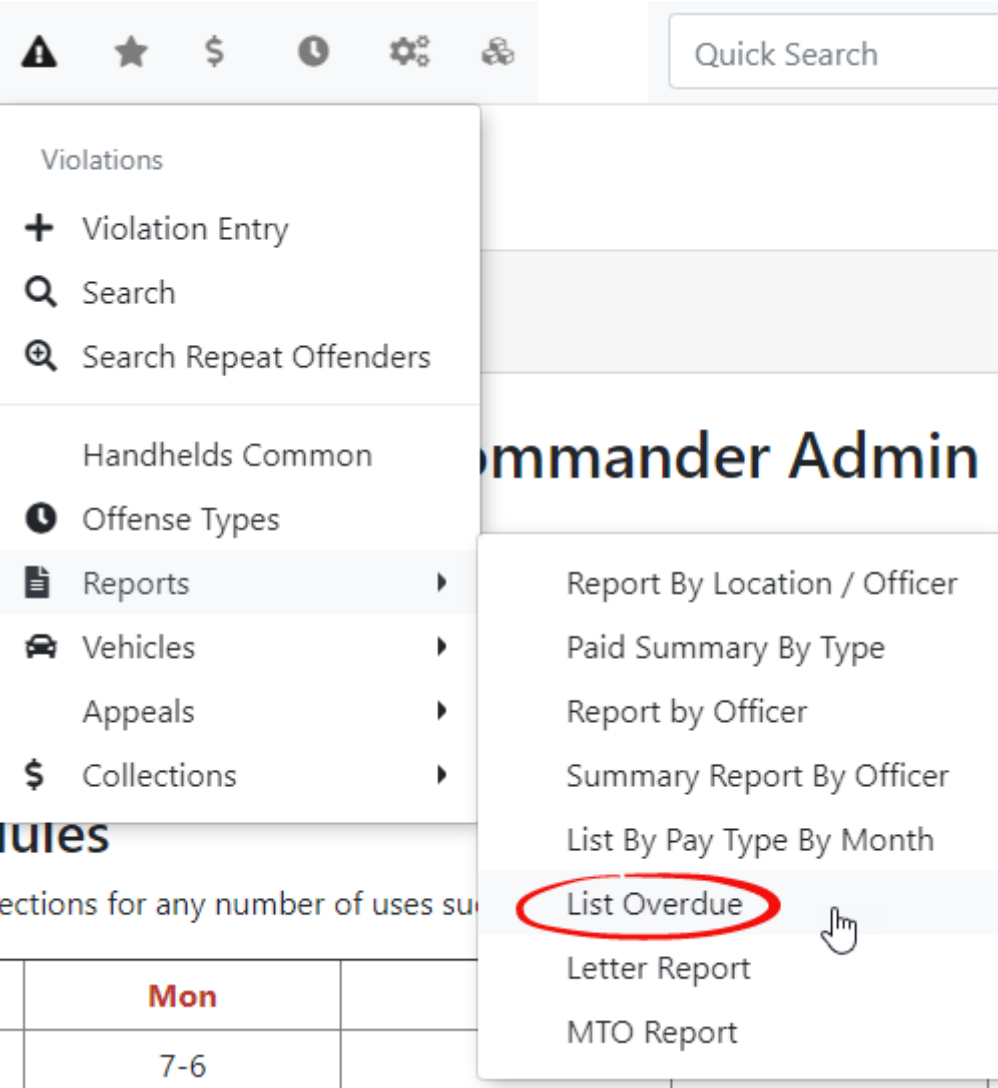 Quick Search
Violations
Violation Entry
Search
Search Repeat Offenders
Handhelds Common
ommander Admin
Offense Types
Reports
Report By Location / Officer
Vehicles
Paid Summary By Type
Appeals
Report by Officer
Collections
Summary Report By Officer
dules
List By Pay Type By Month
ections for any number of uses su
List Overdue
Letter Report
Mon
MTO Report
7-6